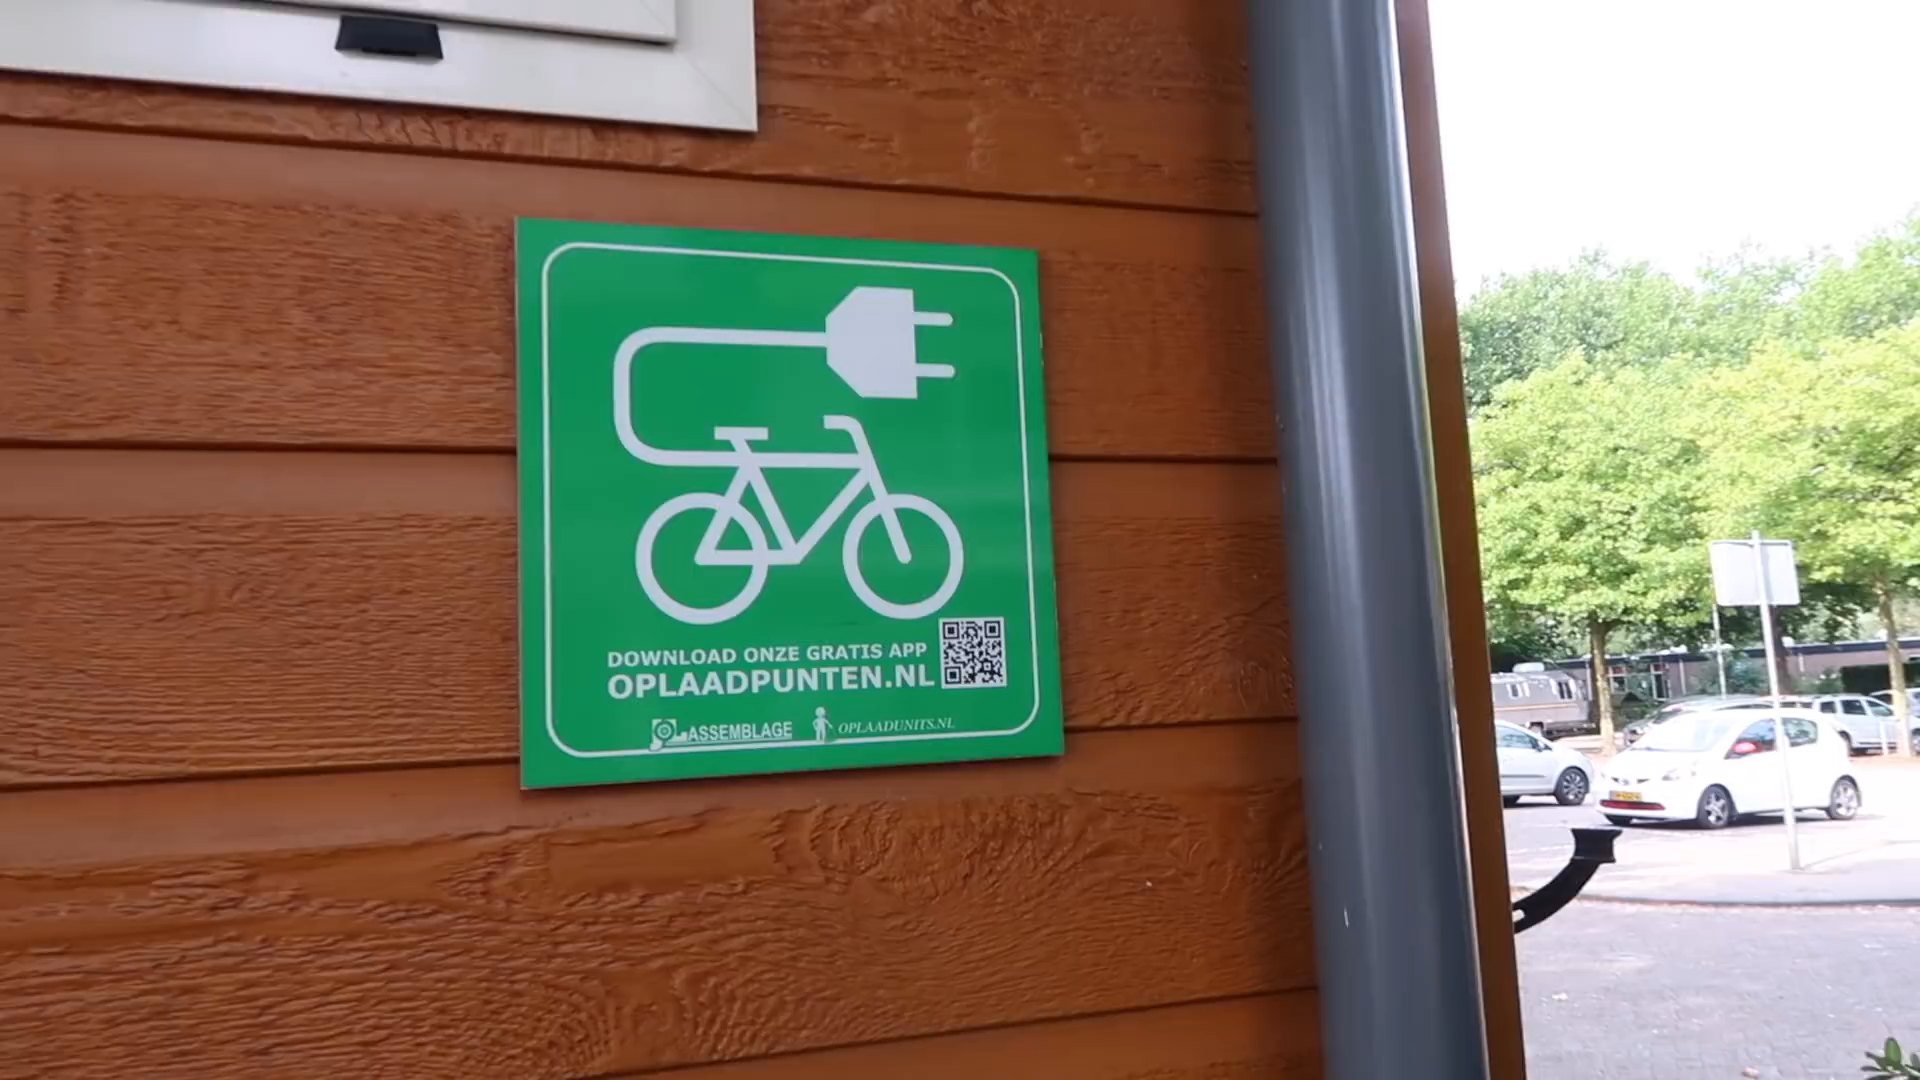 DOWNLOAD ONZE GRATIS APP
OPLAADPUNTEN.NL
ASSEMBLAGE
OPLAADUNITS.NL